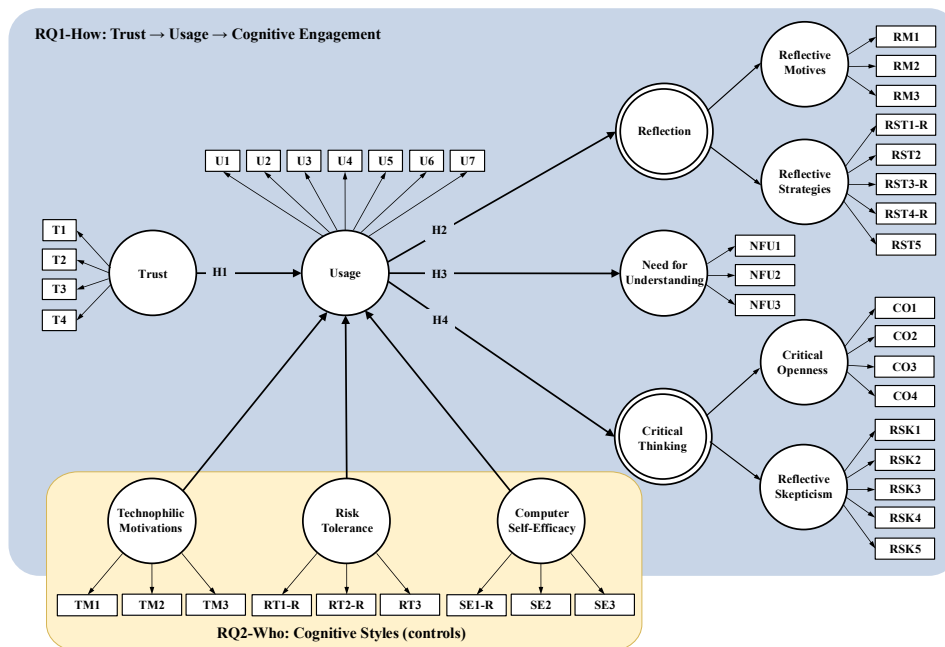 RQ1-How: Trust → Usage → Cognitive Engagement
U1 U2 U3 U4 U5 U6 U7
T1
T2
T3
T4
Trust
H1
Usage
H2
H3
H4
Reflection
Reflective
Motives
RM1
RM2
RM3
Reflective
Strategies
RST1-R
RST2
RST3-R
RST4-R
RST5
Need for
Understanding
NFU1
NFU2
NFU3
Critical
Thinking
Critical
Openness
CO1
CO2
CO3
CO4
Reflective
Skepticism
RSK1
RSK2
RSK3
RSK4
RSK5
Technophilic
Motivations
TM1 TM2 TM3
Risk
Tolerance
RT1-R RT2-R RT3
Computer
Self-Efficacy
SE1-R SE2 SE3
RQ2-Who: Cognitive Styles (controls)